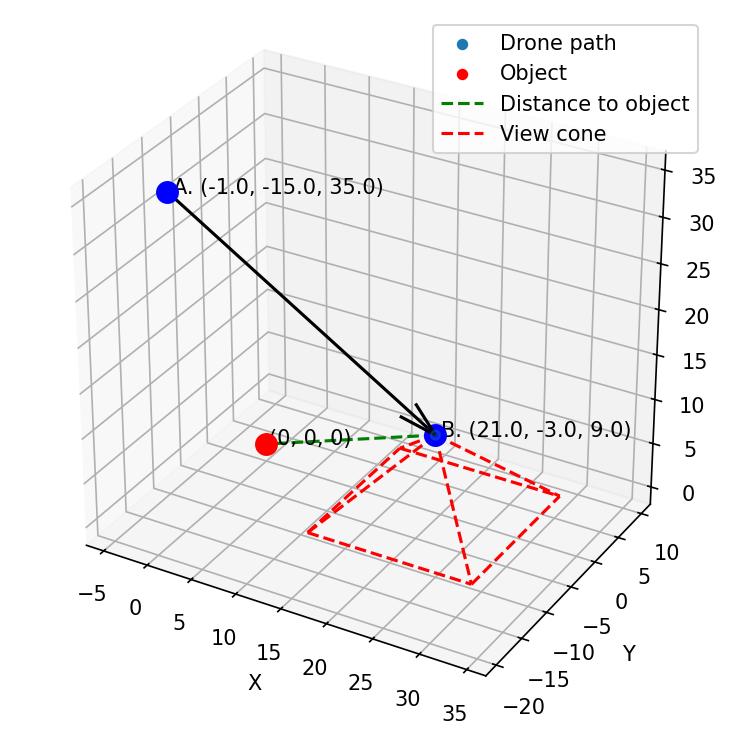 Drone path
Object
Distance to object
View cone
A. (-1.0, -15.0, 35.0)
(0, 0, 0)
B. (21.0, -3.0, 9.0)
35
30
25
20
15
10
5
0
−5
0
5
10
15
20
25
30
35
X
10
5
0
−5
−10
−15
−20
Y